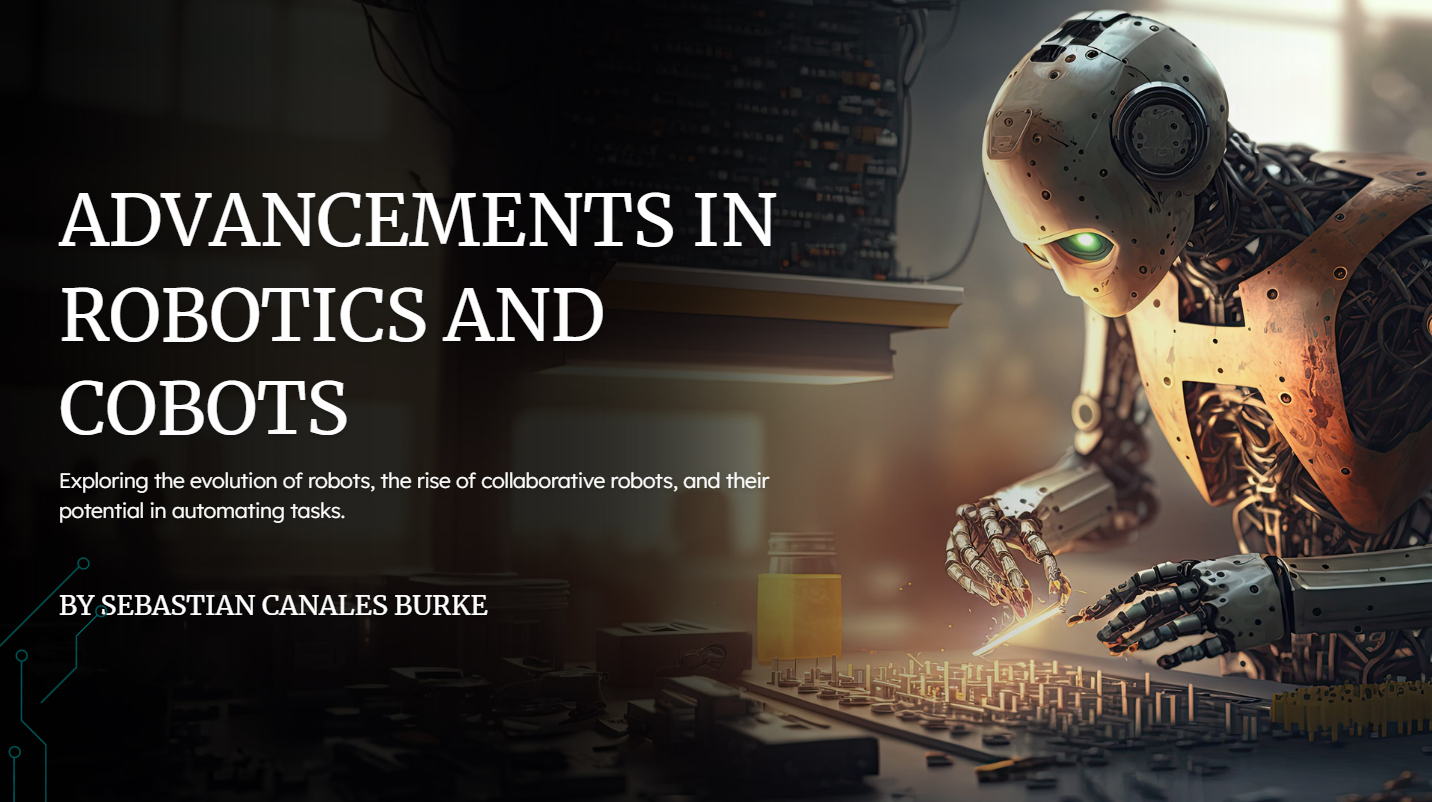 ADVANCEMENTS IN
ROBOTICS AND
COBOTS
Exploring the evolution of robots, the rise of collaborative robots, and their
potential in automating tasks.
BY SEBASTIAN CANALES BURKE